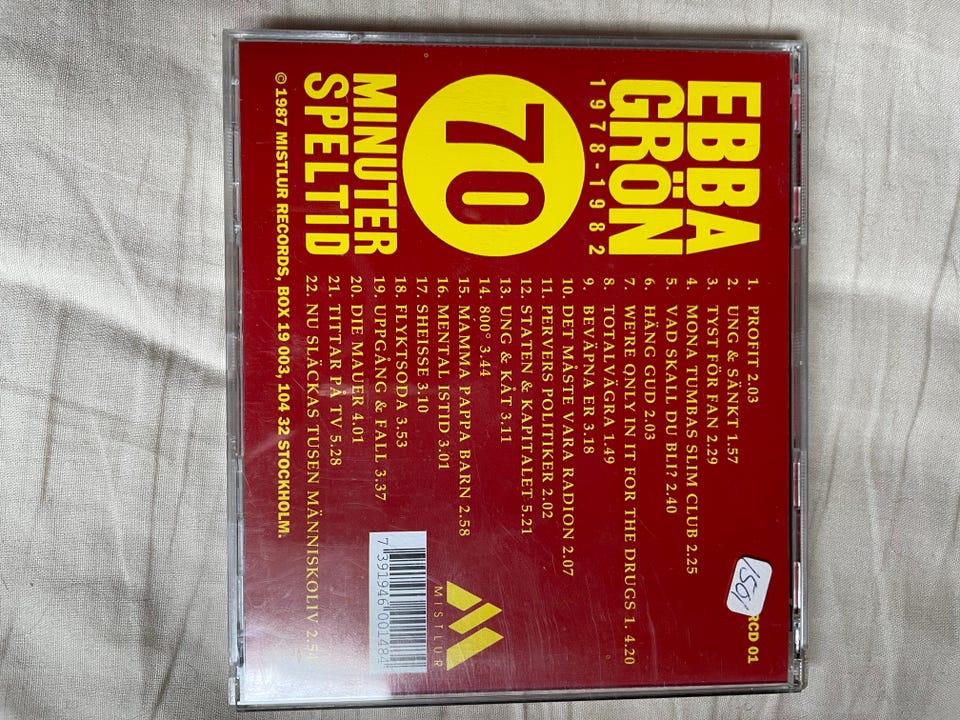 EBBA
GRÖN
1978-1982
70
MINUTER
SPELTID
1. PROFIT 2.03
2. UNG & SÄNKT 1.57
3. TYST FÖR FAN 2.29
4. MONA TUMBAS SLIM CLUB 2.25
5. VAD SKALL DU BLI? 2.40
6. HÄNG GUD 2.03
7. WE'RE ONLY IN IT FOR THE DRUGS 1. 4.20
8. TOTALVÄGRA 1.49
9. BEVÄPNA ER 3.18
10. DET MÅSTE VARA RADION 2.07
11. PERVERS POLITIKER 2.02
12. STATEN & KAPITALET 5.21
13. UNG & KÅT 3.11
14. 800° 3.44
15. MAMMA PAPPA BARN 2.58
16. MENTAL ISTID 3.01
17. SHEISSE 3.10
18. FLYKTSODA 3.53
19. UPPGÅNG & FALL 3.37
20. DIE MAUER 4.01
21. TITTAR PÅ TV 5.28
22. NU SLÄCKAS TUSEN MÄNNISKOLIV 2.54
© 1987 MISTLUR RECORDS, BOX 19 003, 104 32 STOCKHOLM.
RCD 01
150:-
MISTLUR
7 391946 001484